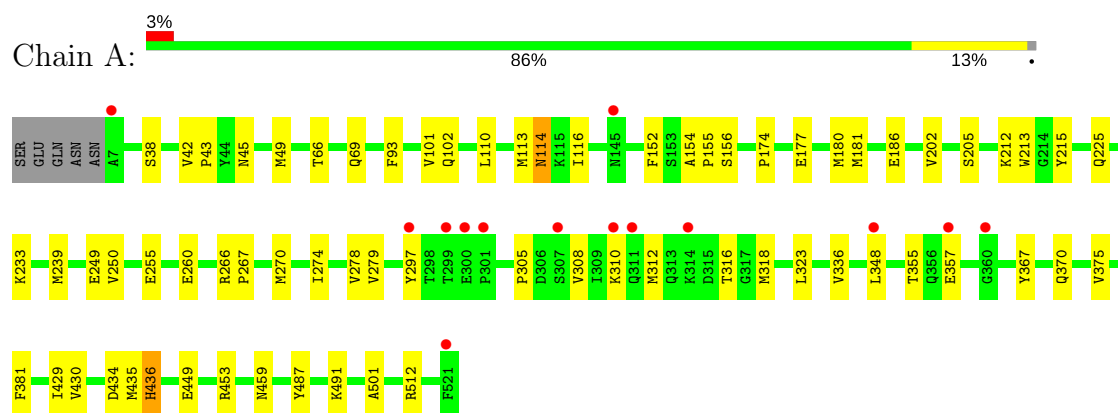 3%
Chain A:
86% 13% •
SER GLU GLN ASN ASN A7 S38 V42 P43 Y44 N45 M49 T66 Q69 F93 V101 Q102 L110 M113 N114 K115 I116 N145 F152 S153 A154 P155 S156 P174 E177 M180 M181 E186 V202 S205 K212 W213 G214 Y215 Q225
K233 M239 E249 V250 E255 E260 R266 P267 M270 I274 V278 V279 Y297 T298 T299 E300 P301 P305 D306 S307 V308 I309 K310 Q311 M312 Q313 K314 D315 T316 G317 M318 L323 V336 L348 T355 Q356 E357 G360 Y367 Q370 V375
F381 I429 V430 D434 M435 H436 E449 R453 N459 Y487 K491 A501 R512 F521